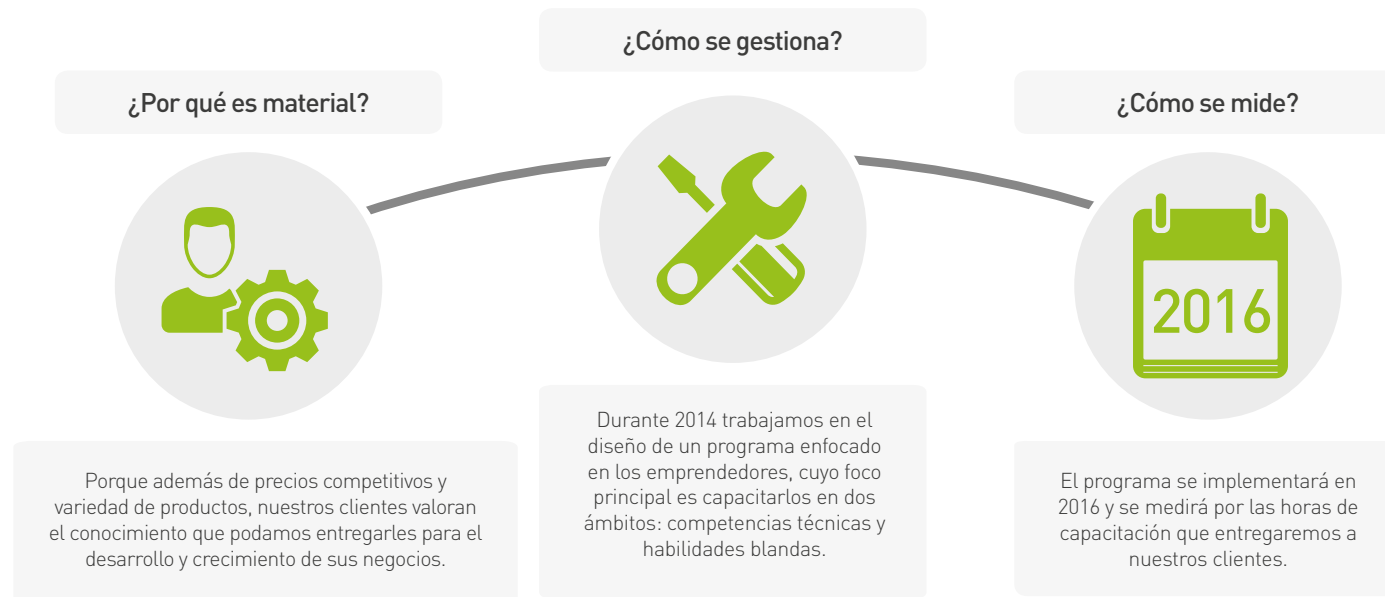 ¿Por qué es material?
Porque además de precios competitivos y
variedad de productos, nuestros clientes valoran
el conocimiento que podamos entregarles para el
desarrollo y crecimiento de sus negocios.
¿Cómo se gestiona?
Durante 2014 trabajamos en el
diseño de un programa enfocado
en los emprendedores, cuyo foco
principal es capacitarlos en dos
ámbitos: competencias técnicas y
habilidades blandas.
¿Cómo se mide?
2016
El programa se implementará en
2016 y se medirá por las horas de
capacitación que entregaremos a
nuestros clientes.